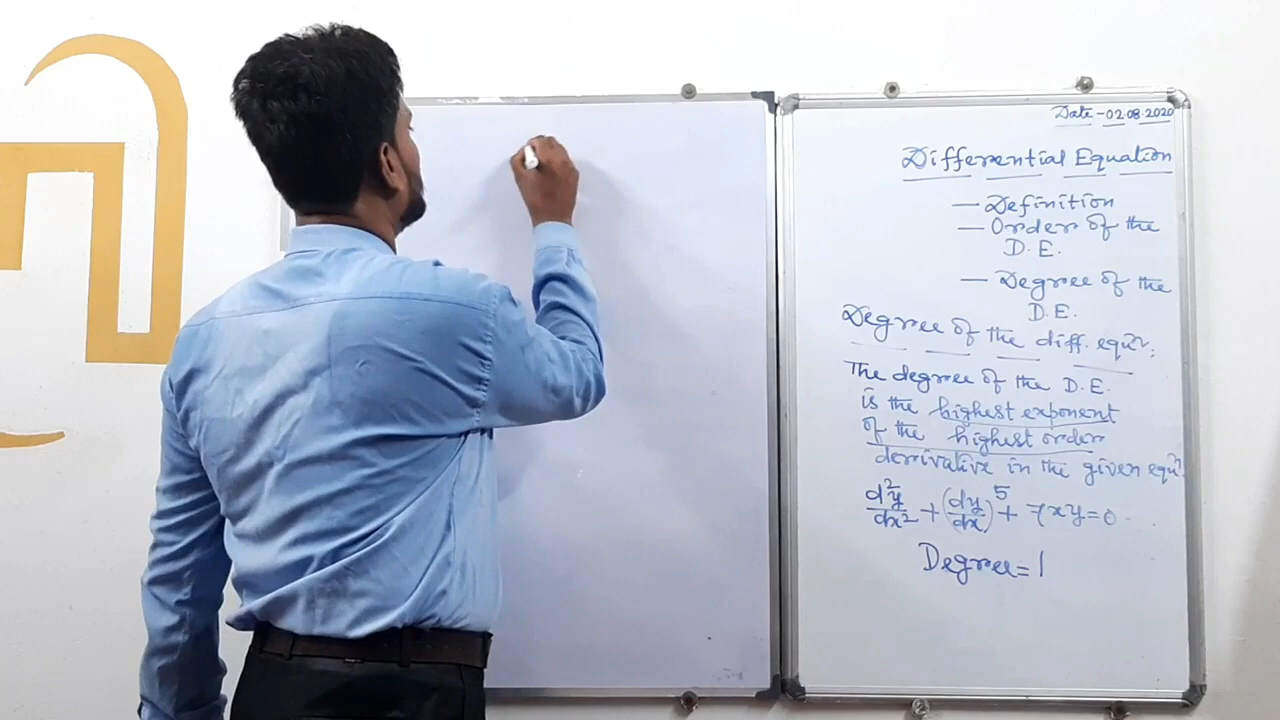 Date - 02.08.2020
Differential Equation
— Definition
— Order of the
D.E.
— Degree of the
D.E.
Degree of the diff. equⁿ.
The degree of the D.E.
is the highest exponent
of the highest order
derivative in the given equⁿ
d²y/dx² + (dy/dx)⁵ + 7xy = 0
Degree = 1